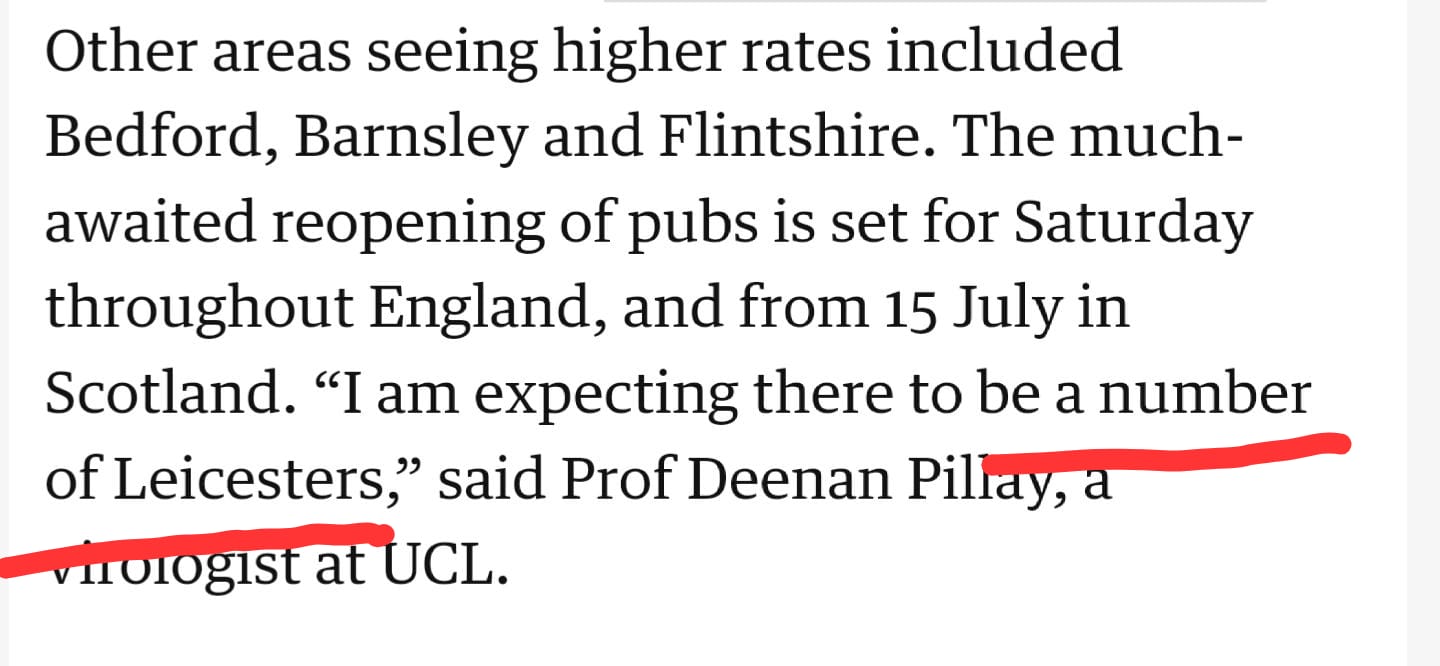 Other areas seeing higher rates included
Bedford, Barnsley and Flintshire. The much-
awaited reopening of pubs is set for Saturday
throughout England, and from 15 July in
Scotland. “I am expecting there to be a number
of Leicesters,” said Prof Deenan Pillay, a
virologist at UCL.